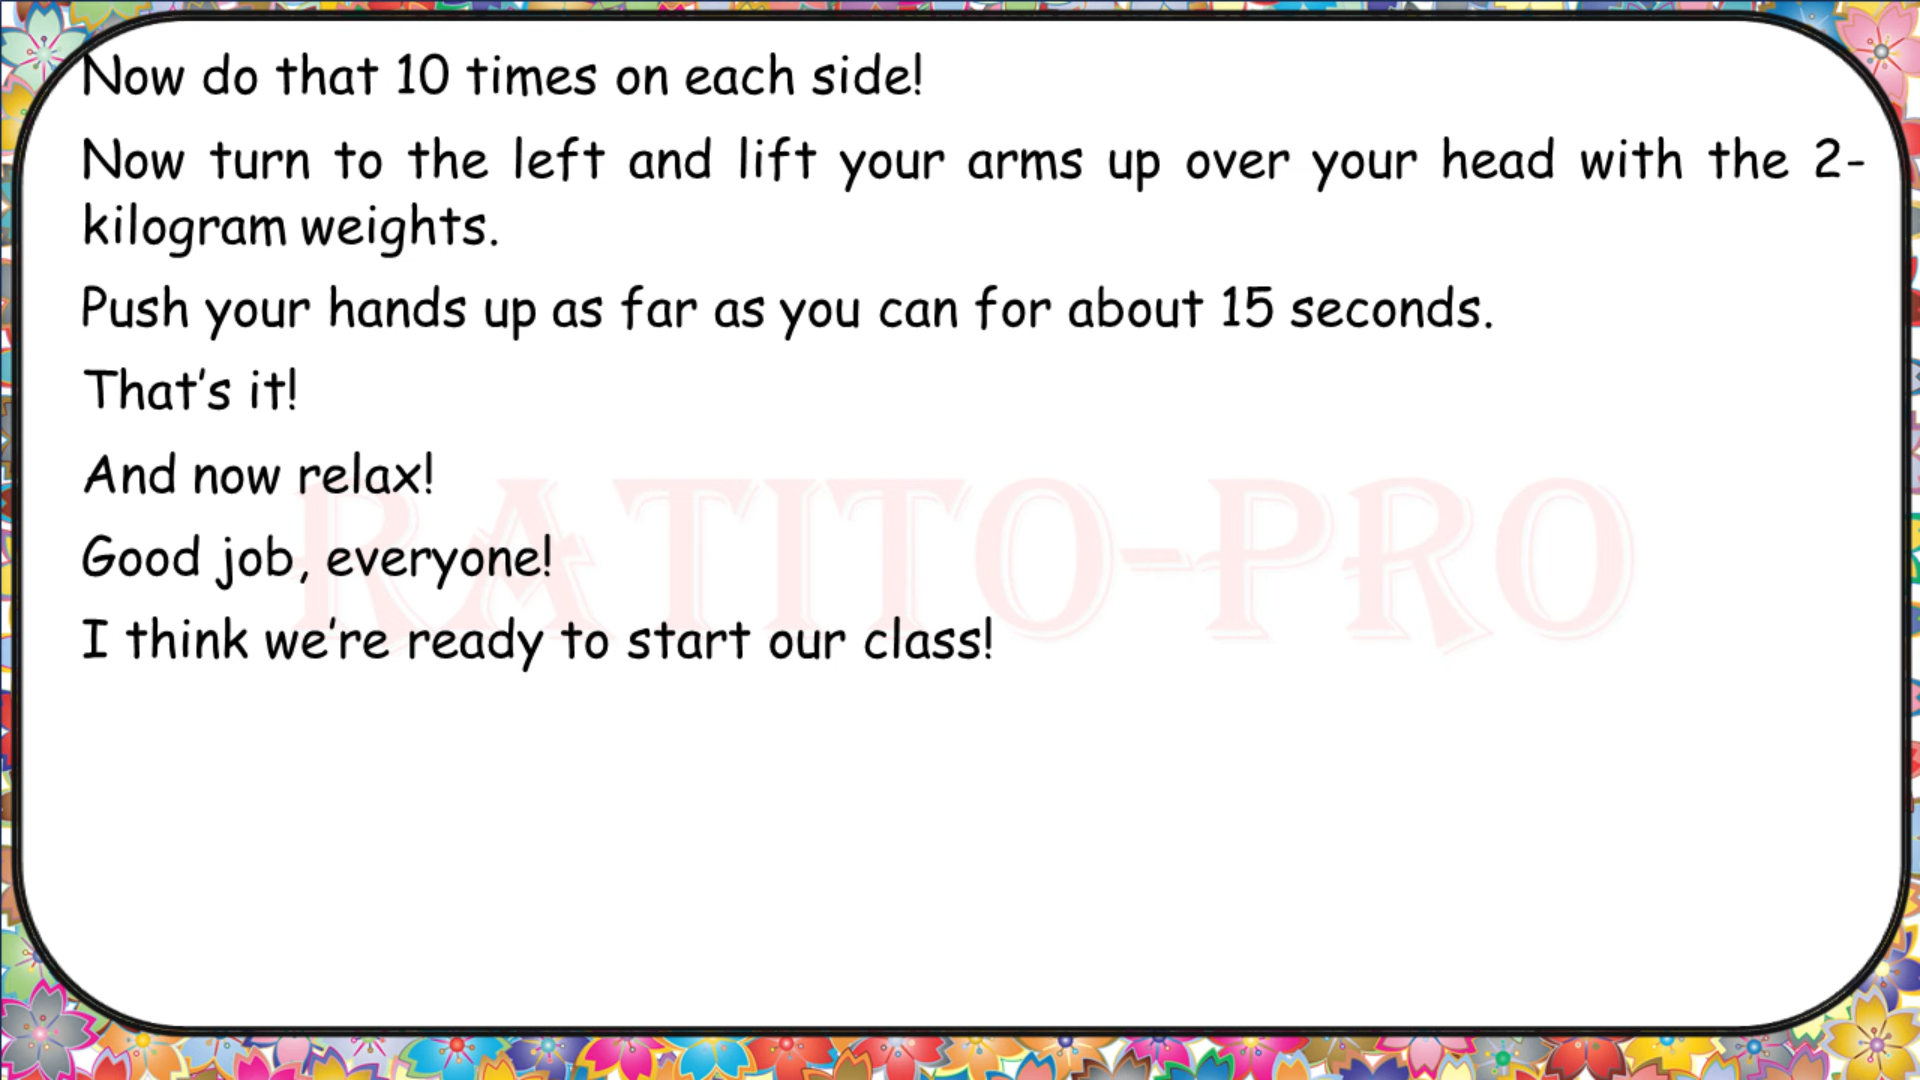 Now do that 10 times on each side!
Now turn to the left and lift your arms up over your head with the 2-
kilogram weights.
Push your hands up as far as you can for about 15 seconds.
That's it!
And now relax!
Good job, everyone!
RATITO-PRO
I think we're ready to start our class!